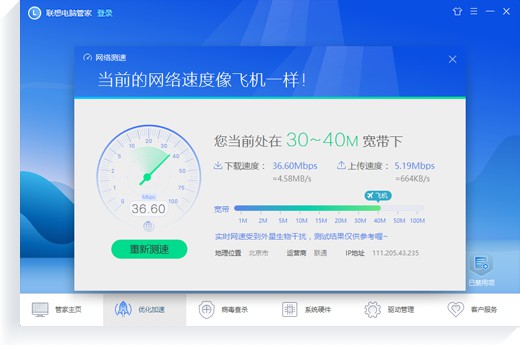 联想电脑管家 登录
网络测速
当前的网络速度像飞机一样!
您当前处在 30~40M 宽带下
下载速度: 36.60Mbps 上传速度: 5.19Mbps
=4.58MB/s =664KB/s
0 1 2 5 10 20 30 50 75 100
Mbps
36.60
重新测速
飞机
宽带
1M 2M 5M 10M 15M 20M 30M 40M 50M 100M
实时网速受到外星生物干扰，测试结果仅供参考喔~
地理位置 北京市 运营商 联通 IP地址 111.205.43.235
已禁用项
管家主页 优化加速 病毒查杀 系统硬件 驱动管理 客户服务